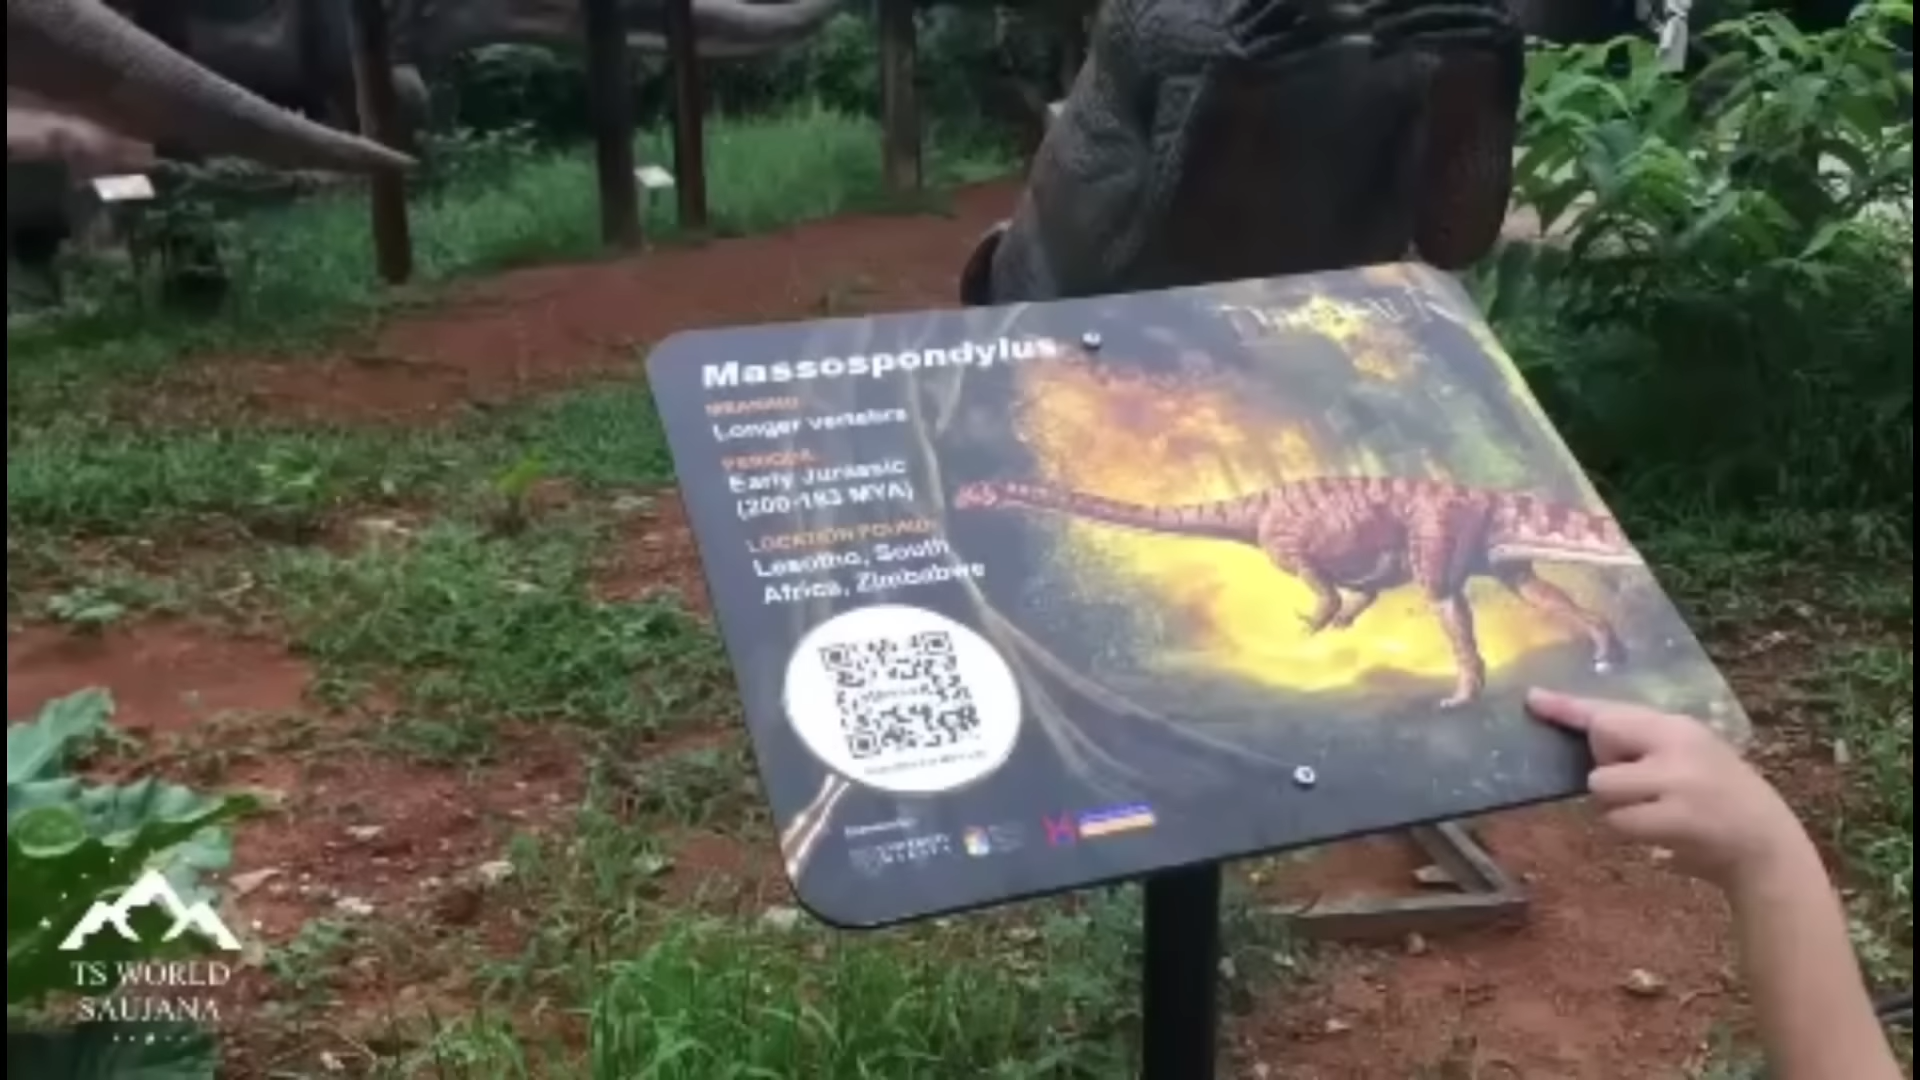 Massospondylus
MEANING:
Longer vertebra
PERIOD:
Early Jurassic
(200-183 MYA)
LOCATION FOUND:
Lesotho, South
Africa, Zimbabwe
TS WORLD
SAUJANA